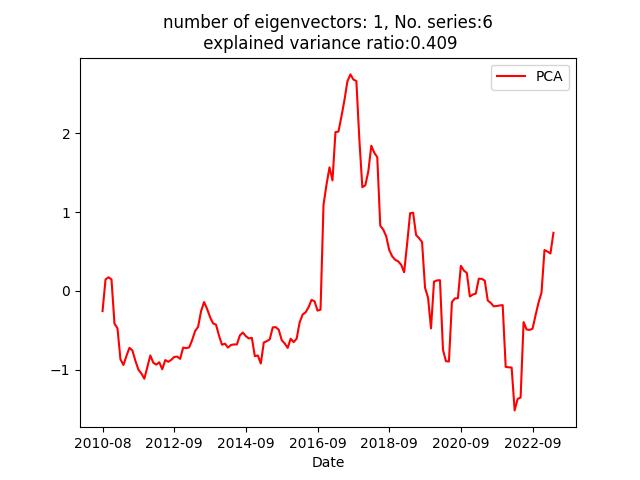 number of eigenvectors: 1, No. series:6
explained variance ratio:0.409
PCA
2
1
0
−1
2010-08 2012-09 2014-09 2016-09 2018-09 2020-09 2022-09
Date